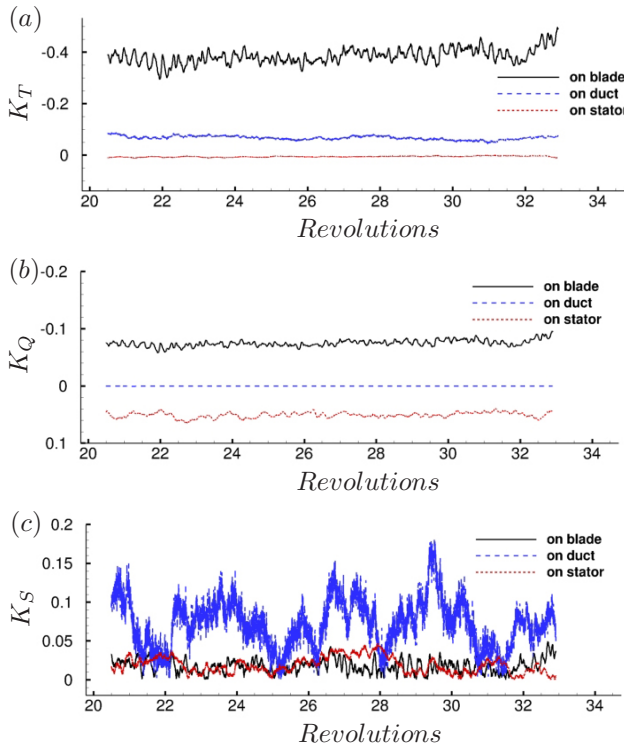 (a)
-0.4
-0.2
0
K_T
on blade
on duct
on stator
20 22 24 26 28 30 32 34
Revolutions
(b)
-0.2
-0.1
0
0.1
K_Q
on blade
on duct
on stator
20 22 24 26 28 30 32 34
Revolutions
(c)
0.2
0.15
0.1
0.05
0
K_S
on blade
on duct
on stator
20 22 24 26 28 30 32 34
Revolutions